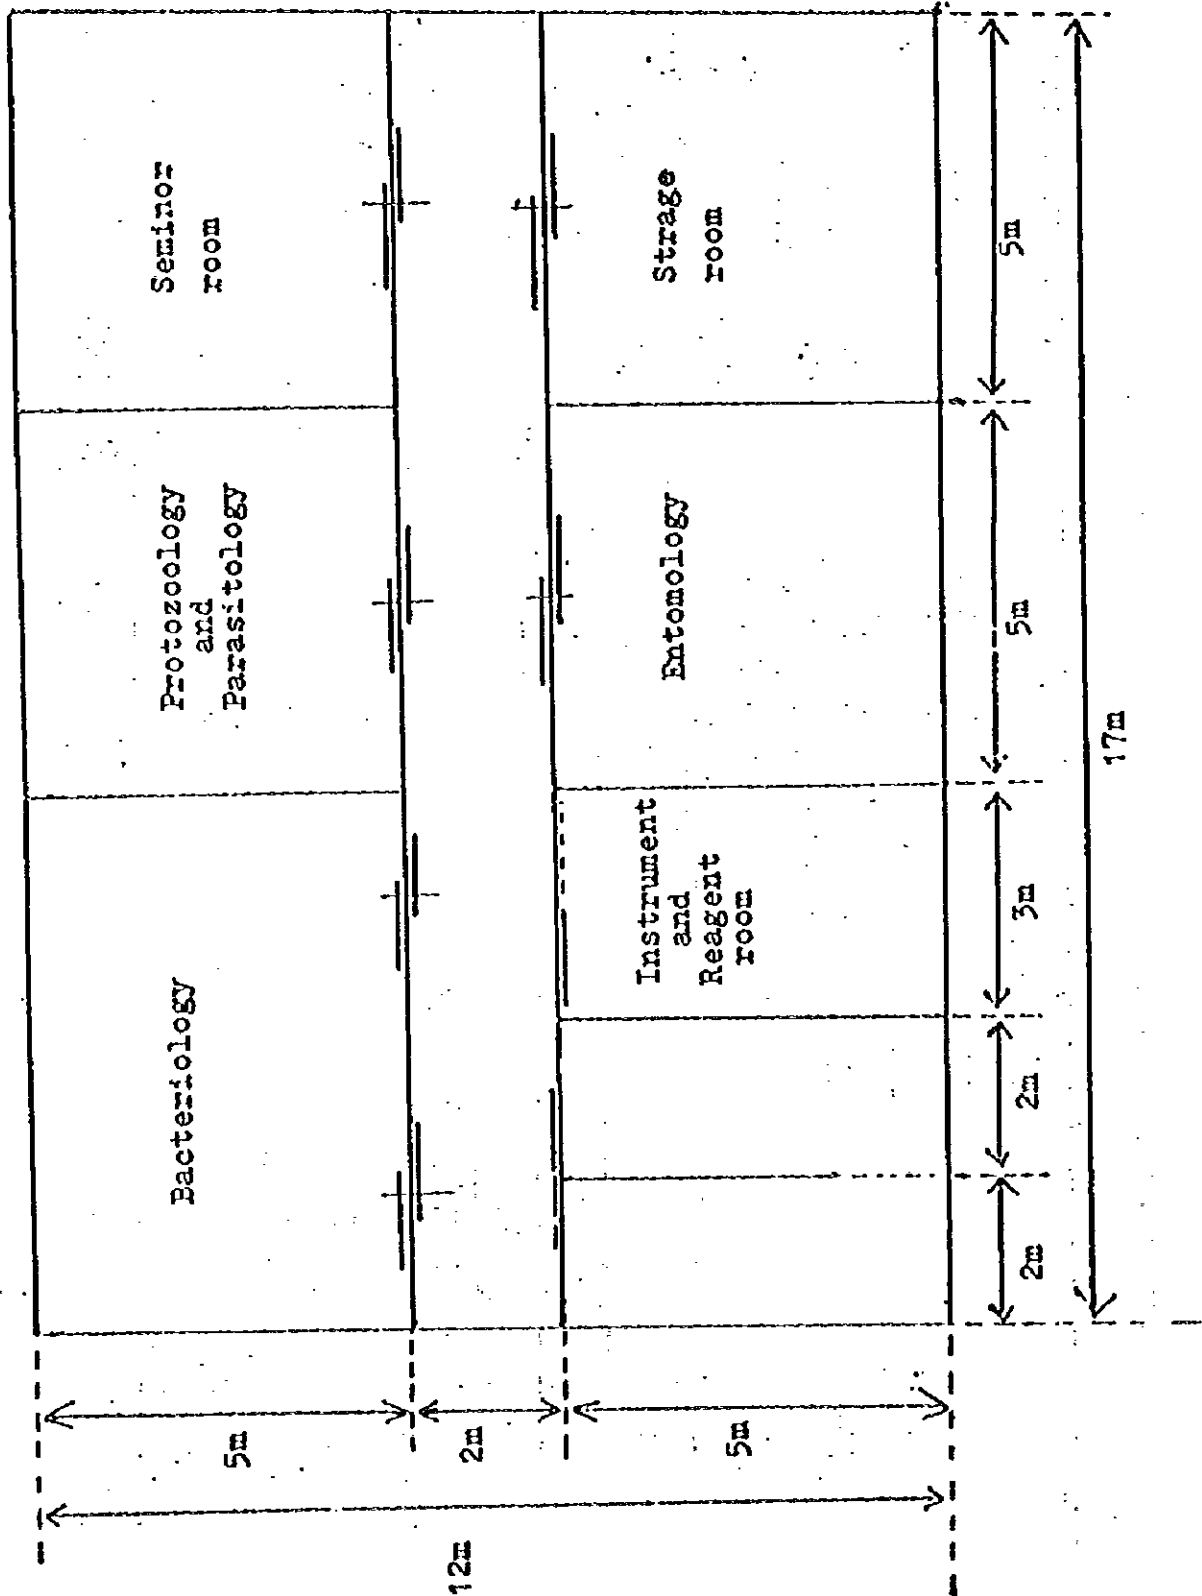 Bacteriology
Protozoology
and
Parasitology
Seminor
room
Instrument
and
Reagent
room
Entomology
Strage
room
5m
2m
5m
12m
2m
2m
3m
5m
5m
17m